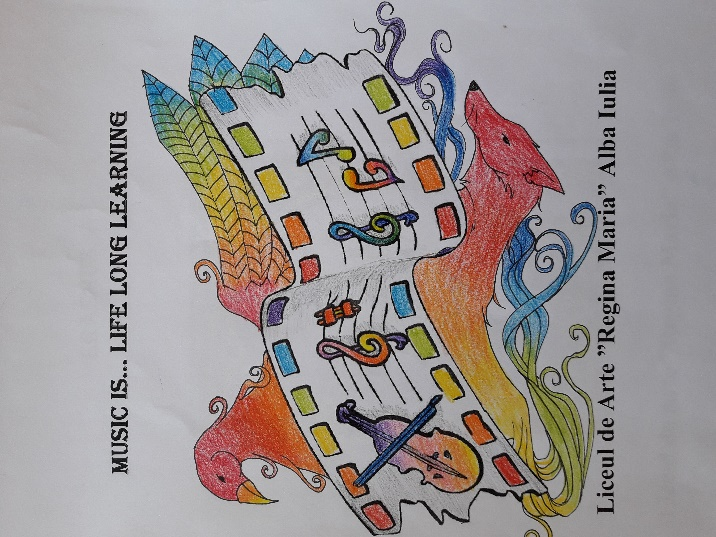 MUSIC IS... LIFE LONG LEARNING
Liceul de Arte ”Regina Maria” Alba Iulia